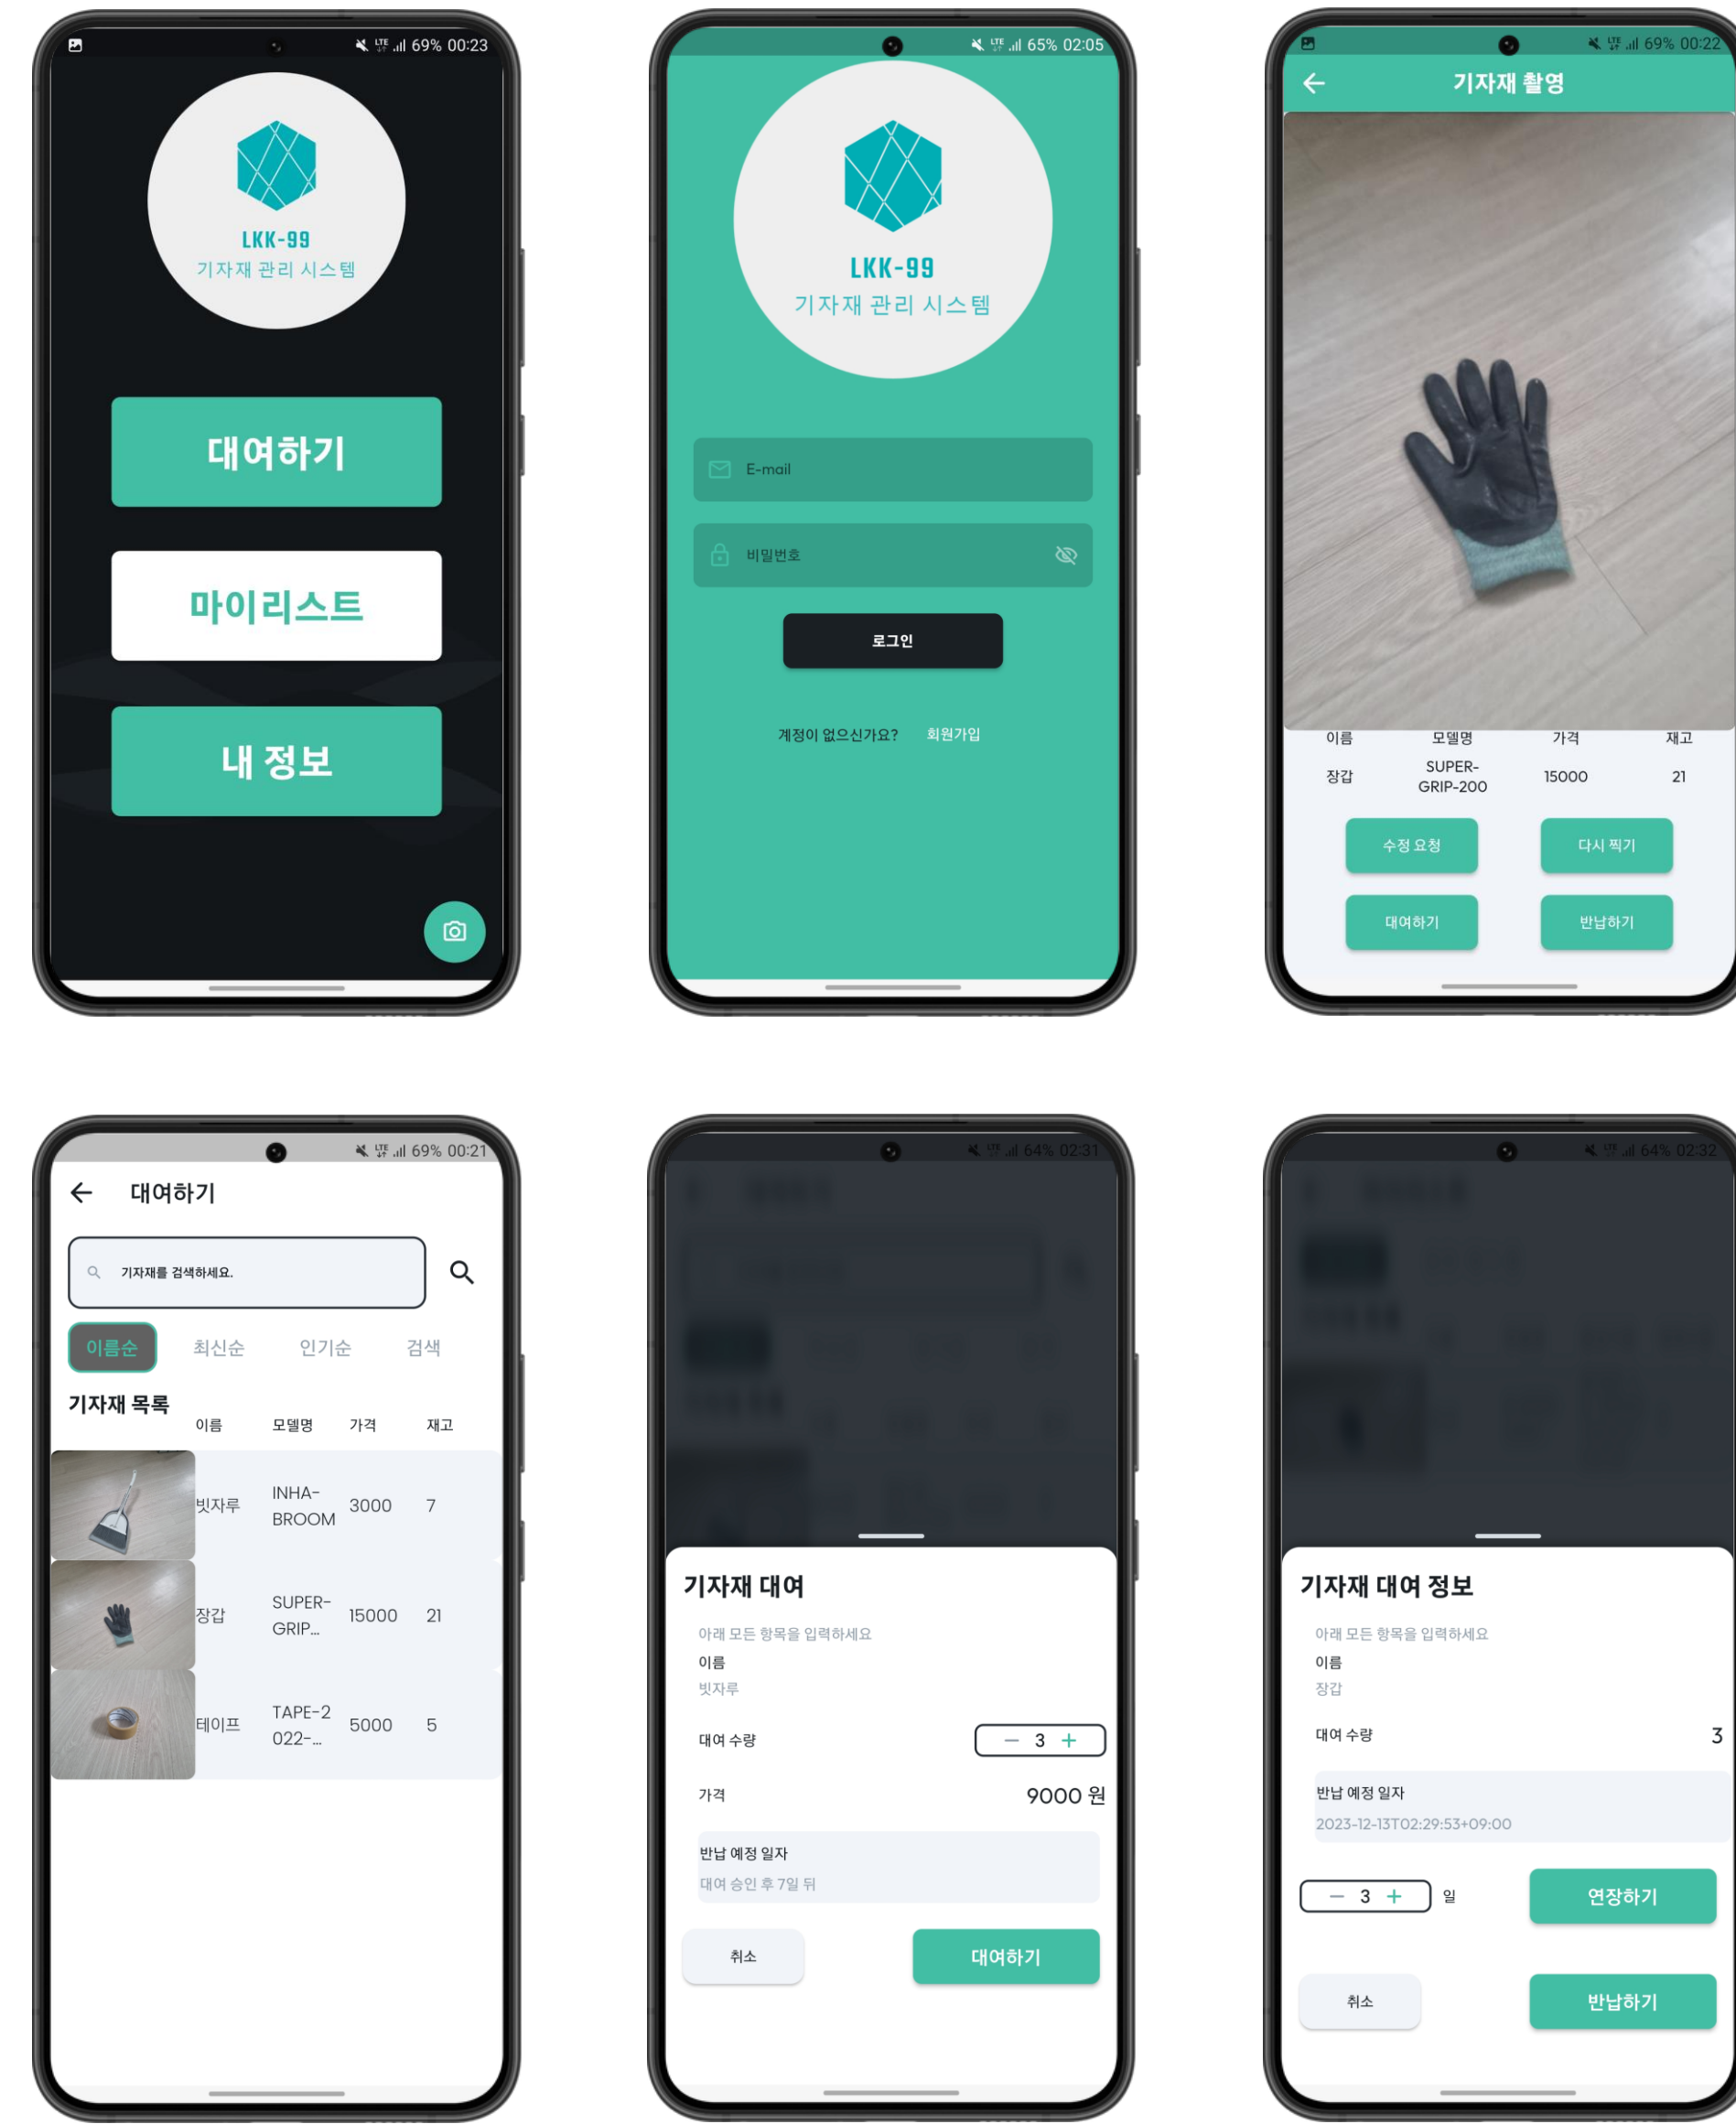 LTE 69% 00:23
LKK-99
기자재 관리 시스템
대여하기
마이리스트
내 정보
LTE 65% 02:05
LKK-99
기자재 관리 시스템
E-mail
비밀번호
로그인
계정이 없으신가요? 회원가입
LTE 69% 00:22
기자재 촬영
이름 모델명 가격 재고
장갑 SUPER-GRIP-200 15000 21
수정 요청 다시 찍기
대여하기 반납하기
LTE 69% 00:21
대여하기
기자재를 검색하세요.
이름순 최신순 인기순 검색
기자재 목록
이름 모델명 가격 재고
빗자루 INHA-BROOM 3000 7
장갑 SUPER-GRIP... 15000 21
테이프 TAPE-2022-... 5000 5
LTE 64% 02:31
기자재 대여
아래 모든 항목을 입력하세요
이름
빗자루
대여 수량 − 3 +
가격 9000 원
반납 예정 일자
대여 승인 후 7일 뒤
취소 대여하기
LTE 64% 02:32
기자재 대여 정보
아래 모든 항목을 입력하세요
이름
장갑
대여 수량 3
반납 예정 일자
2023-12-13T02:29:53+09:00
− 3 + 일 연장하기
취소 반납하기